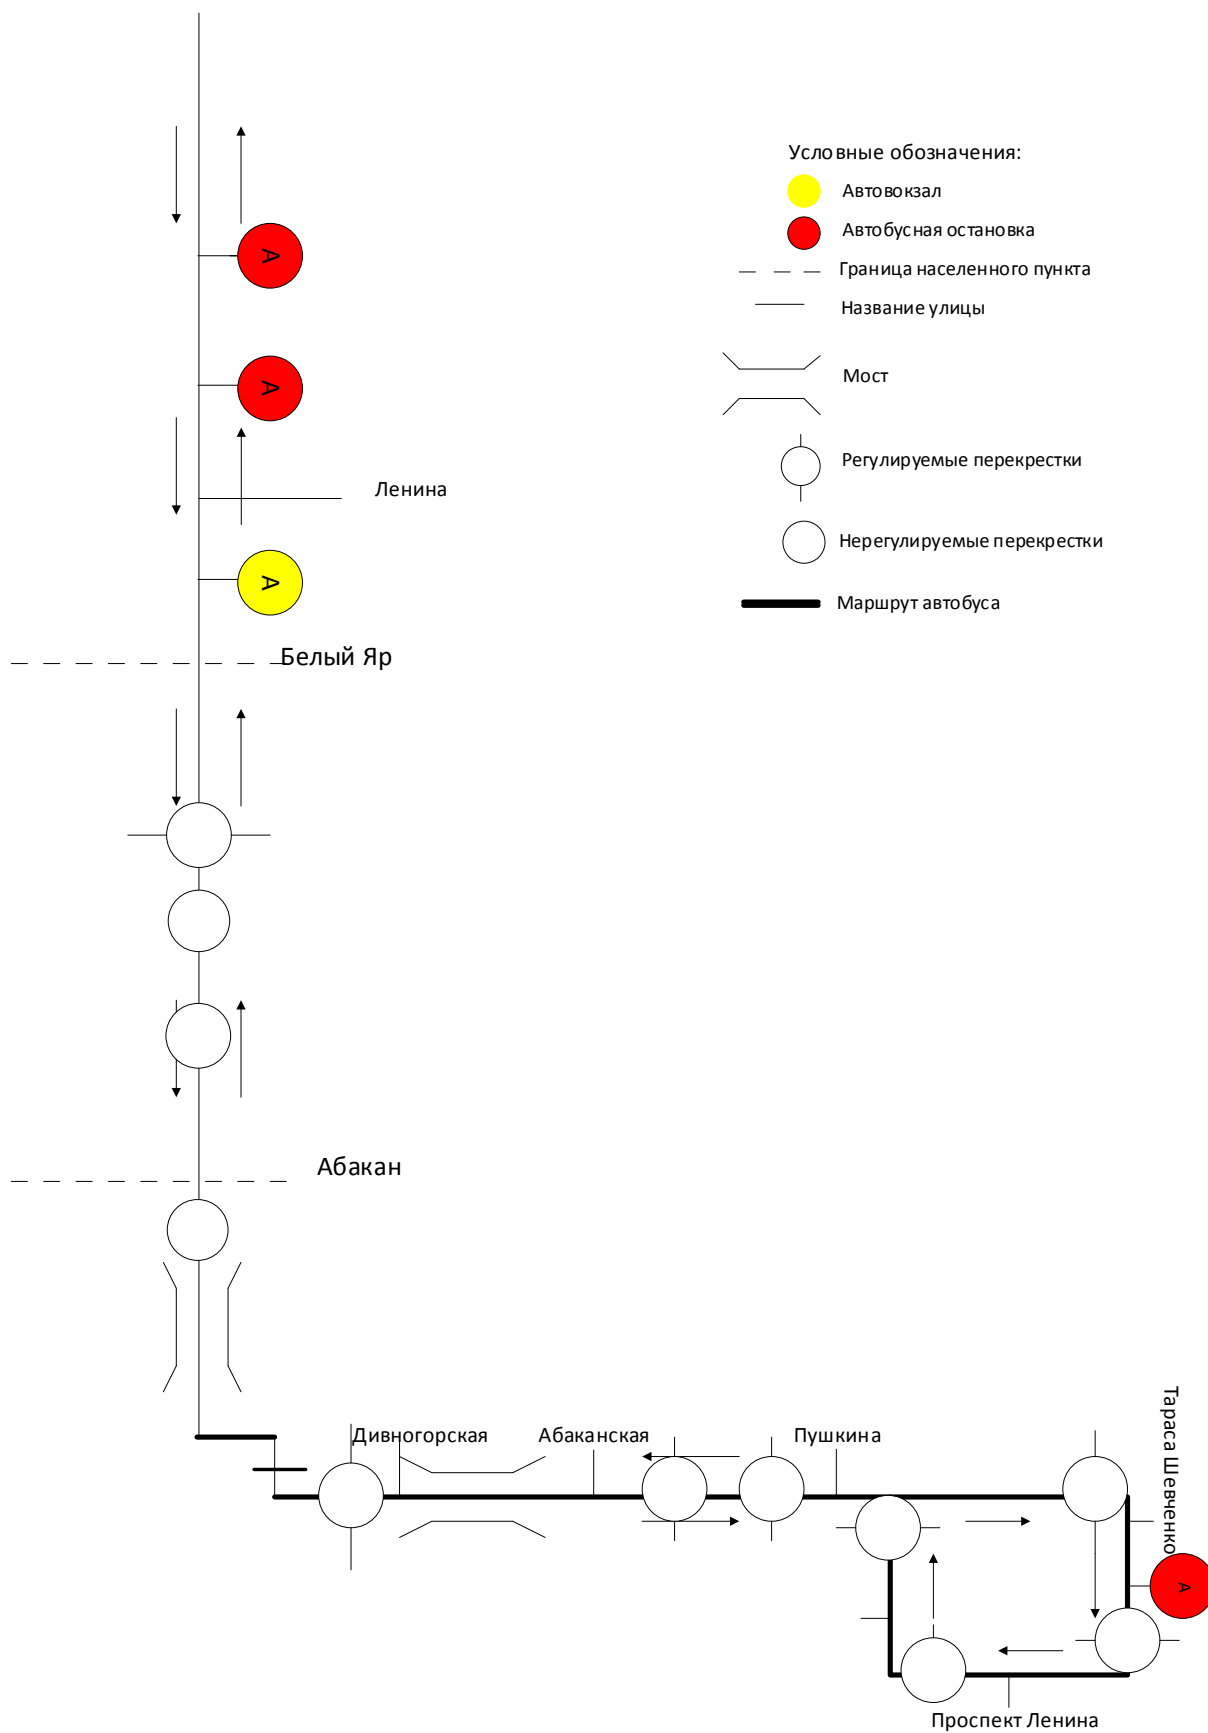 Условные обозначения:
Автовокзал
А
Автобусная остановка
Граница населенного пункта
Название улицы
А
Мост
Регулируемые перекрестки
Ленина
Нерегулируемые перекрестки
А
Маршрут автобуса
Белый Яр
Абакан
Тараса Шевченко
Дивногорская
Абаканская
Пушкина
А
Проспект Ленина